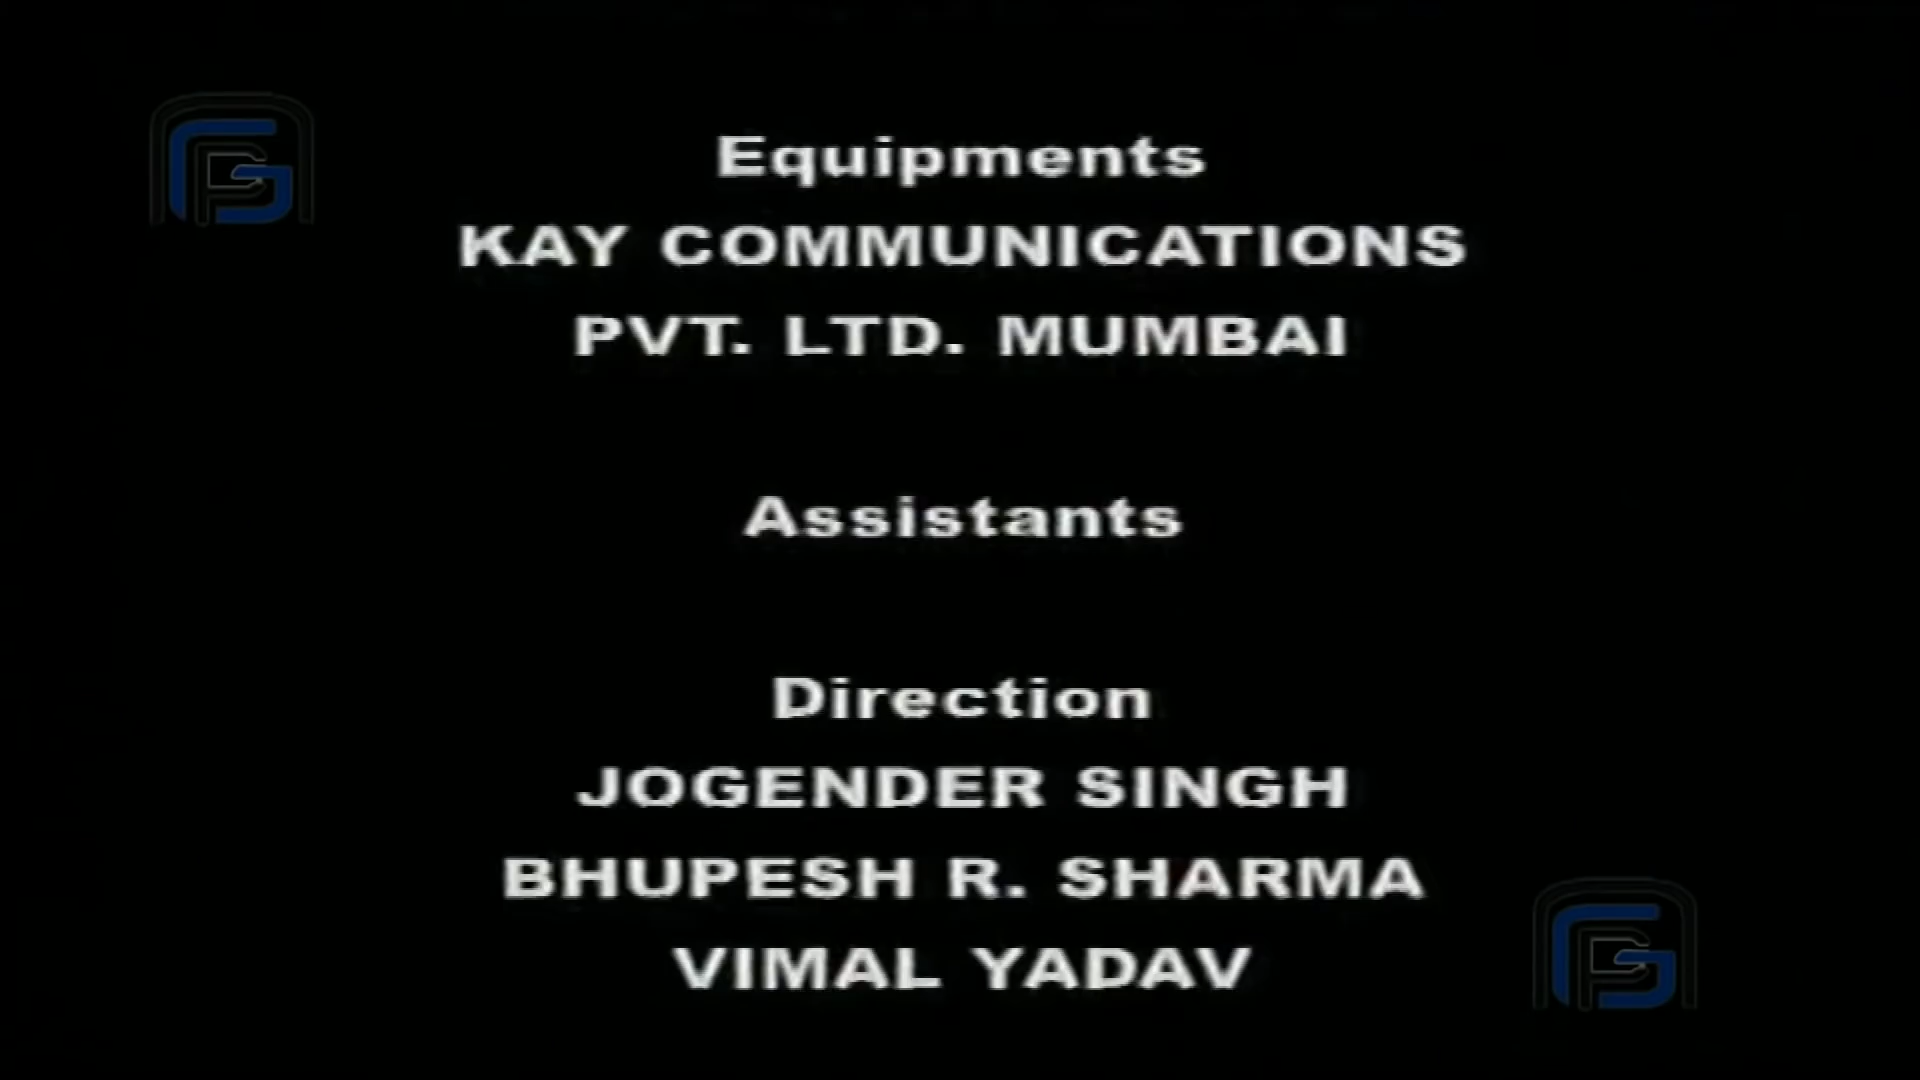 Equipments
KAY COMMUNICATIONS
PVT. LTD. MUMBAI
Assistants
Direction
JOGENDER SINGH
BHUPESH R. SHARMA
VIMAL YADAV